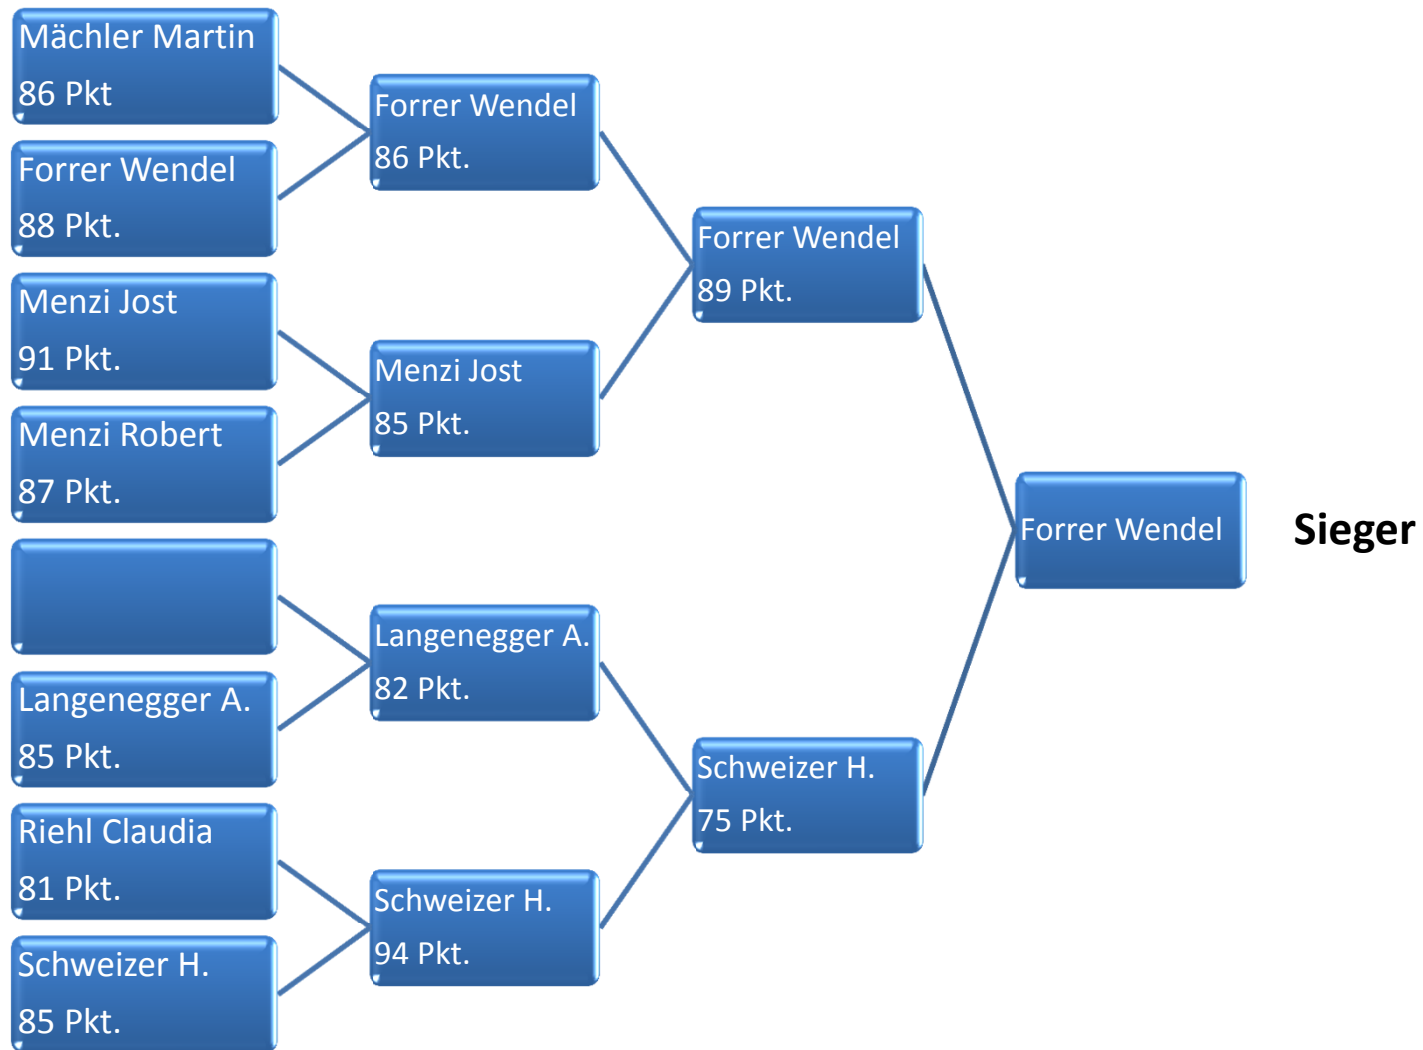 Mächler Martin
86 Pkt
Forrer Wendel
88 Pkt.
Menzi Jost
91 Pkt.
Menzi Robert
87 Pkt.
Langenegger A.
85 Pkt.
Riehl Claudia
81 Pkt.
Schweizer H.
85 Pkt.
Forrer Wendel
86 Pkt.
Menzi Jost
85 Pkt.
Langenegger A.
82 Pkt.
Schweizer H.
94 Pkt.
Forrer Wendel
89 Pkt.
Schweizer H.
75 Pkt.
Forrer Wendel
Sieger